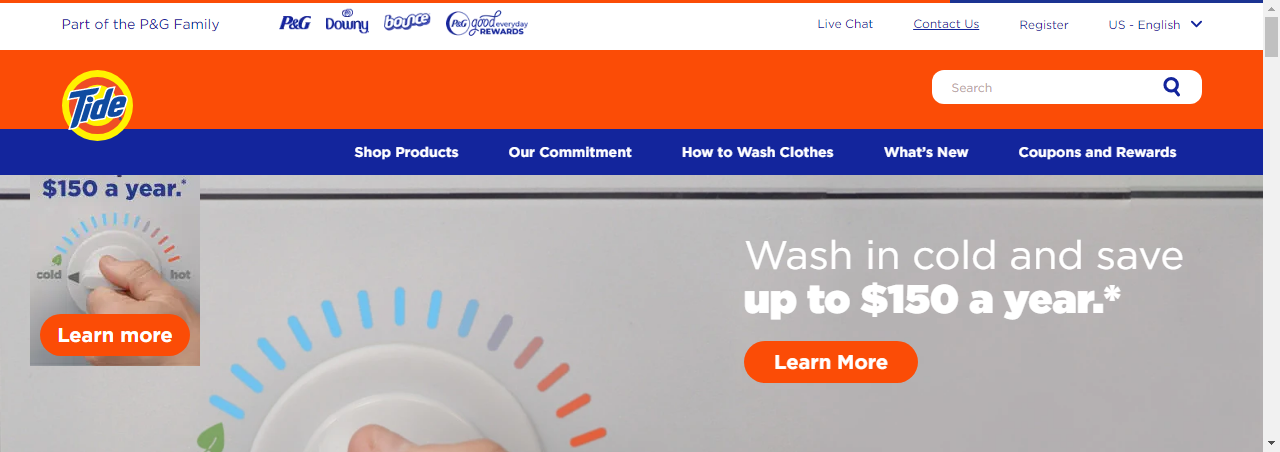 Part of the P&G Family
P&G Downy bounce P&G good everyday REWARDS
Live Chat Contact Us Register US - English
Tide
Search
Shop Products Our Commitment How to Wash Clothes What's New Coupons and Rewards
$150 a year.*
cold hot
Learn more
Wash in cold and save
up to $150 a year.*
Learn More